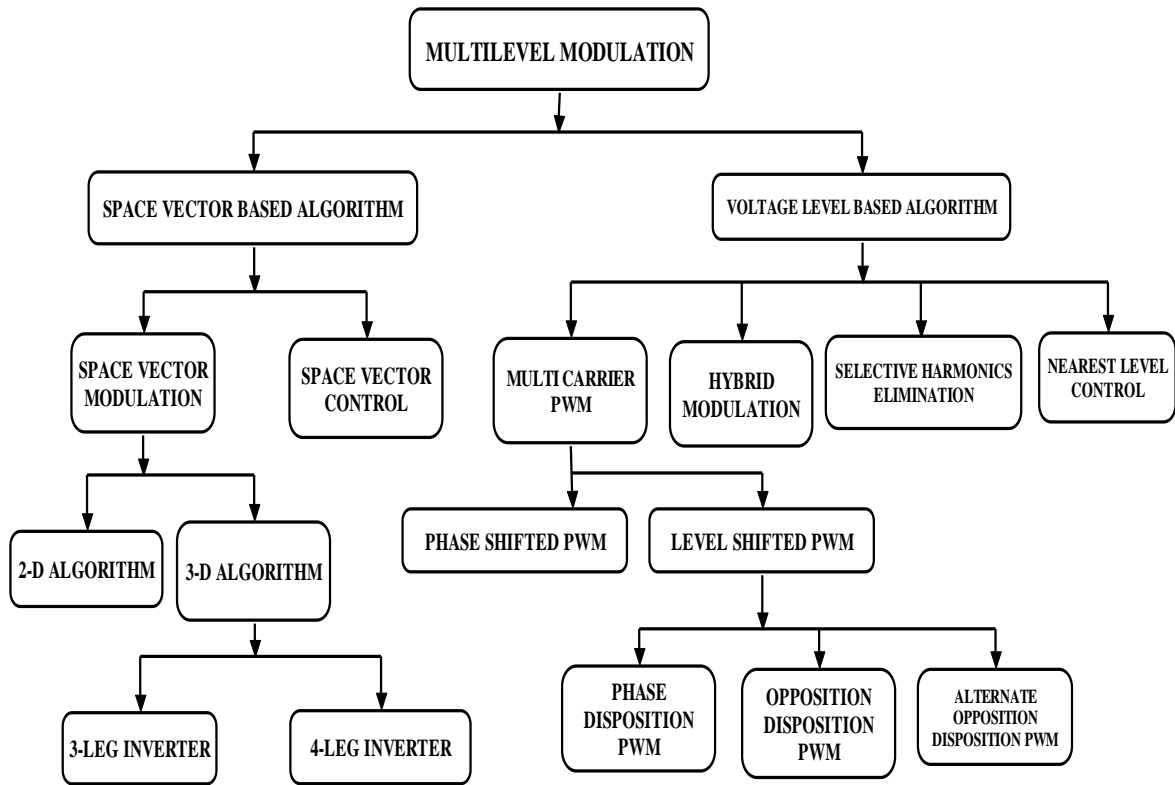 MULTILEVEL MODULATION
SPACE VECTOR BASED ALGORITHM
VOLTAGE LEVEL BASED ALGORITHM
SPACE VECTOR
MODULATION
SPACE VECTOR
CONTROL
MULTI CARRIER
PWM
HYBRID
MODULATION
SELECTIVE HARMONICS
ELIMINATION
NEAREST LEVEL
CONTROL
2-D ALGORITHM
3-D ALGORITHM
PHASE SHIFTED PWM
LEVEL SHIFTED PWM
3-LEG INVERTER
4-LEG INVERTER
PHASE
DISPOSITION
PWM
OPPOSITION
DISPOSITION
PWM
ALTERNATE
OPPOSITION
DISPOSITION PWM